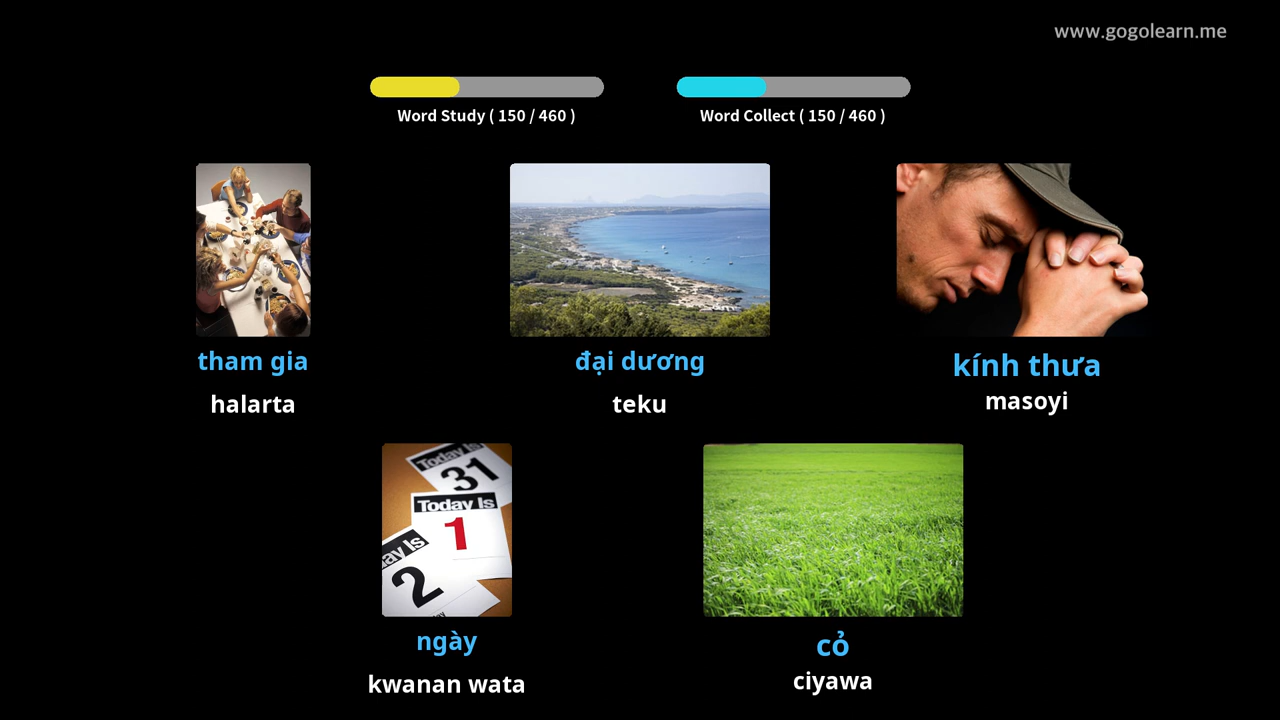 www.gogolearn.me
Word Study ( 150 / 460 )
Word Collect ( 150 / 460 )
tham gia
halarta
đại dương
teku
kính thưa
masoyi
Today Is
31
Today Is
1
ay Is
2
ngày
kwanan wata
cỏ
ciyawa